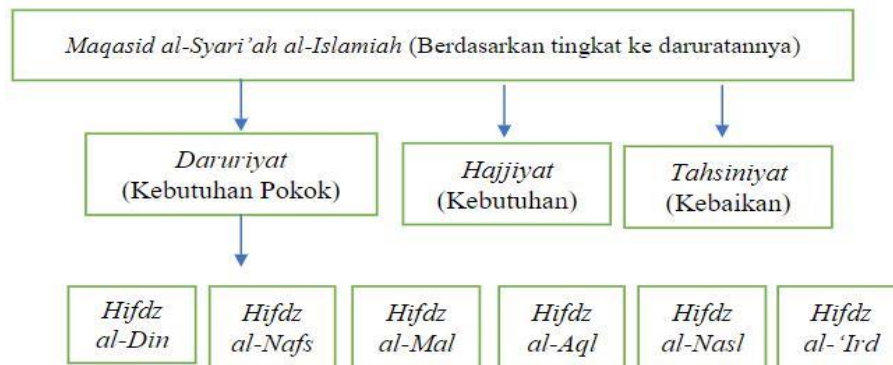 Maqasid al-Syari’ah al-Islamiah (Berdasarkan tingkat ke daruratannya)
Daruriyat
(Kebutuhan Pokok)
Hajjiyat
(Kebutuhan)
Tahsiniyat
(Kebaikan)
Hifdz
al-Din
Hifdz
al-Nafs
Hifdz
al-Mal
Hifdz
al-Aql
Hifdz
al-Nasl
Hifdz
al-‘Ird